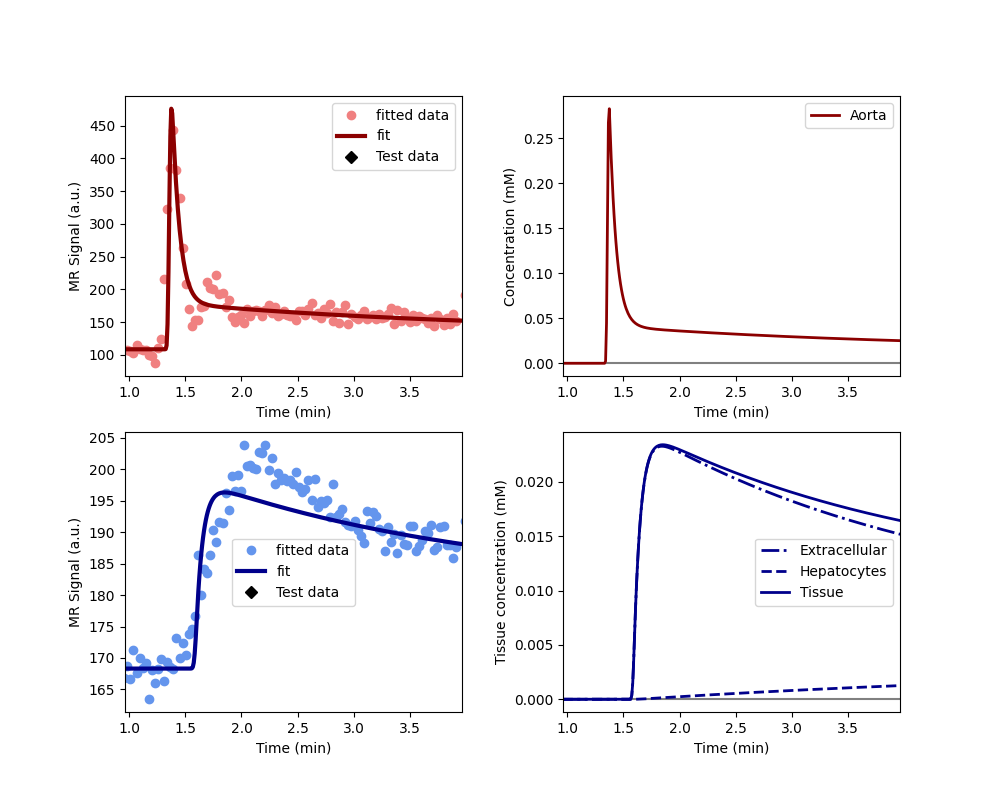 450
400
350
300
250
200
150
100
1.0 1.5 2.0 2.5 3.0 3.5
MR Signal (a.u.)
Time (min)
fitted data
fit
Test data
0.25
0.20
0.15
0.10
0.05
0.00
1.0 1.5 2.0 2.5 3.0 3.5
Concentration (mM)
Time (min)
Aorta
205
200
195
190
185
180
175
170
165
1.0 1.5 2.0 2.5 3.0 3.5
MR Signal (a.u.)
Time (min)
fitted data
fit
Test data
0.020
0.015
0.010
0.005
0.000
1.0 1.5 2.0 2.5 3.0 3.5
Tissue concentration (mM)
Time (min)
Extracellular
Hepatocytes
Tissue